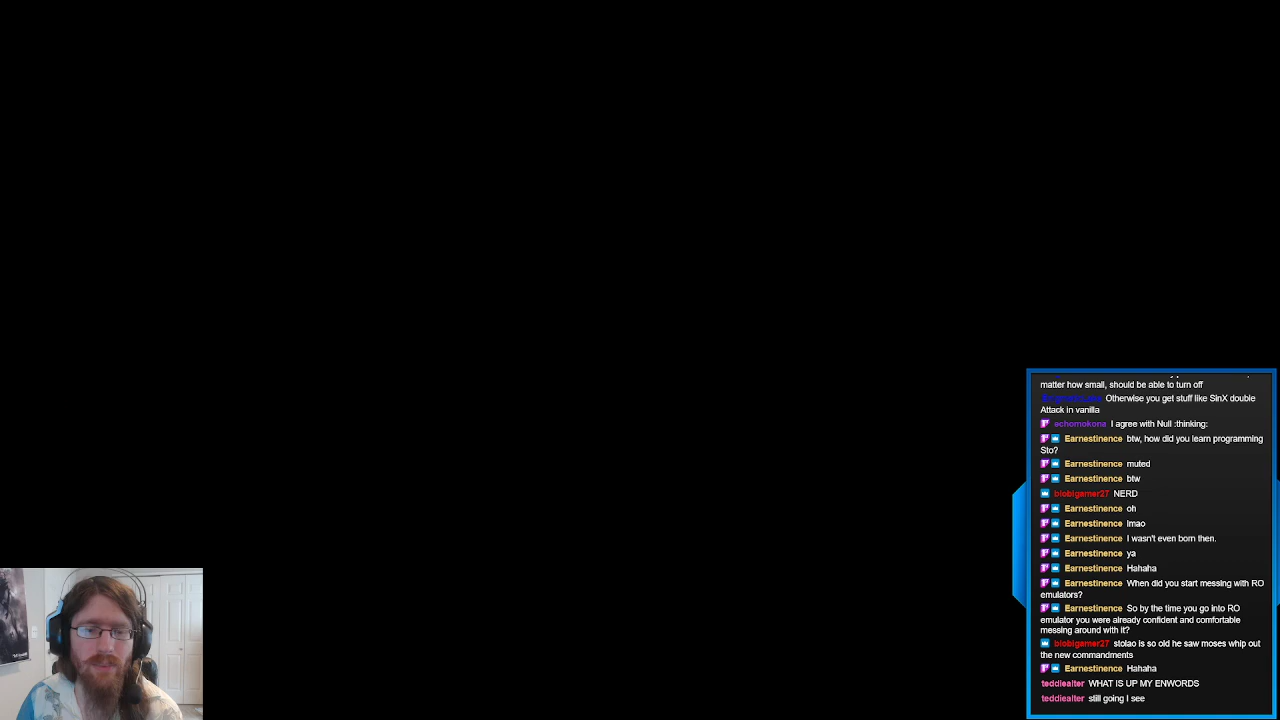 matter how small, should be able to turn off
Otherwise you get stuff like SinX double
Attack in vanilla
echomokona I agree with Null :thinking:
Earnestinence btw, how did you learn programming
Sto?
Earnestinence muted
Earnestinence btw
blobigamer27 NERD
Earnestinence oh
Earnestinence lmao
Earnestinence I wasn't even born then.
Earnestinence ya
Earnestinence Hahaha
Earnestinence When did you start messing with RO
emulators?
Earnestinence So by the time you go into RO
emulator you were already confident and comfortable
messing around with it?
blobigamer27 stolao is so old he saw moses whip out
the new commandments
Earnestinence Hahaha
teddiealter WHAT IS UP MY ENWORDS
teddiealter still going I see